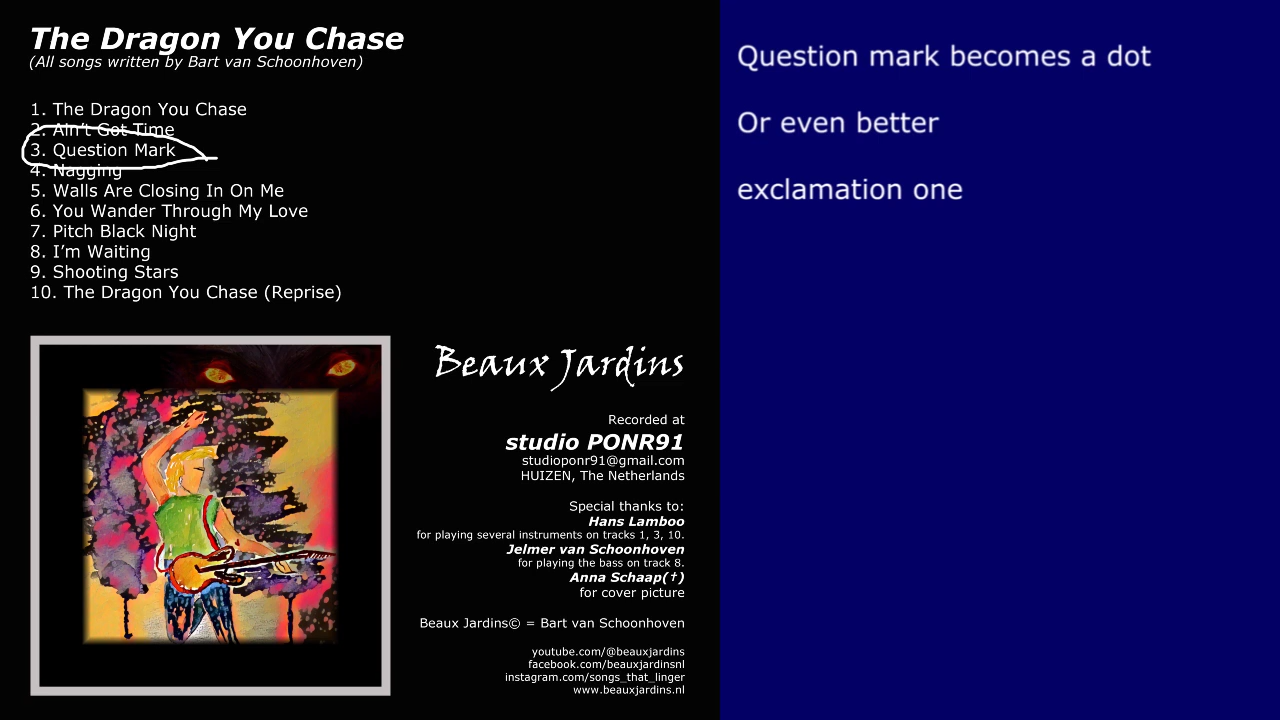 The Dragon You Chase
(All songs written by Bart van Schoonhoven)
1. The Dragon You Chase
2. Ain't Got Time
3. Question Mark
4. Nagging
5. Walls Are Closing In On Me
6. You Wander Through My Love
7. Pitch Black Night
8. I'm Waiting
9. Shooting Stars
10. The Dragon You Chase (Reprise)
Beaux Jardins
Recorded at
studio PONR91
studioponr91@gmail.com
HUIZEN, The Netherlands
Special thanks to:
Hans Lamboo
for playing several instruments on tracks 1, 3, 10.
Jelmer van Schoonhoven
for playing the bass on track 8.
Anna Schaap(†)
for cover picture
Beaux Jardins© = Bart van Schoonhoven
youtube.com/@beauxjardins
facebook.com/beauxjardinsnl
instagram.com/songs_that_linger
www.beauxjardins.nl
Question mark becomes a dot
Or even better
exclamation one